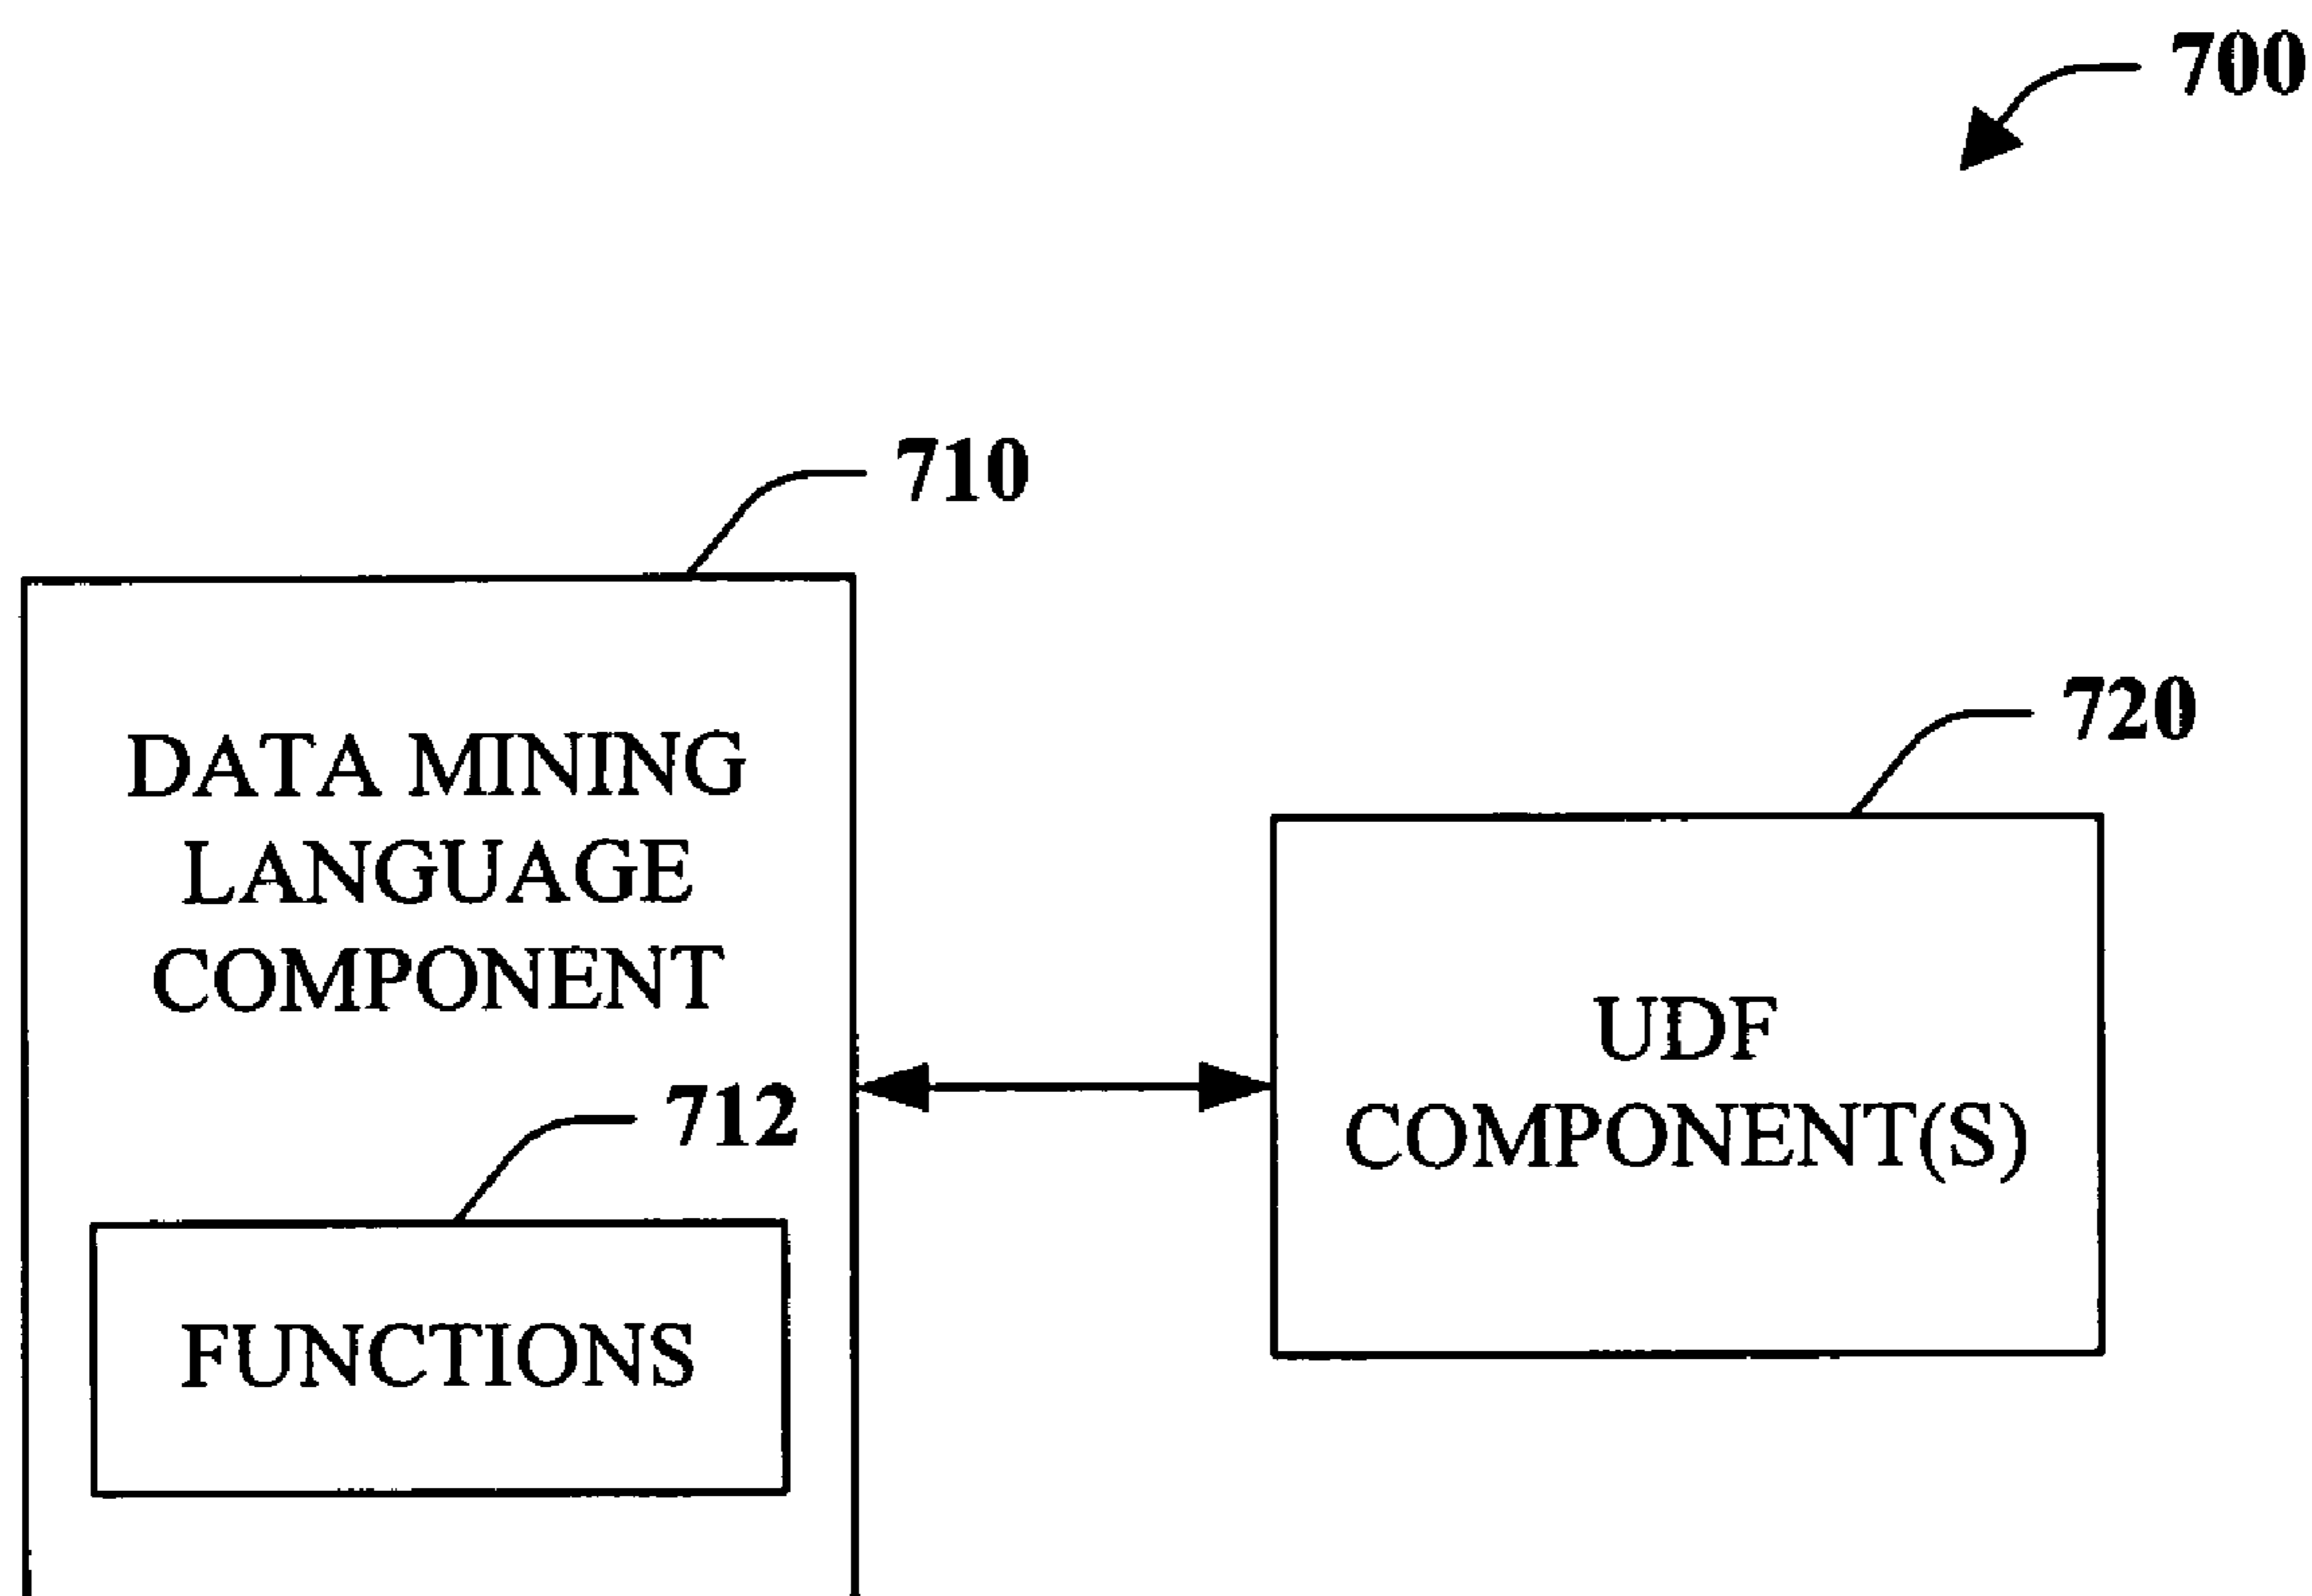 700
710
720
DATA MINING
LANGUAGE
COMPONENT
712
FUNCTIONS
UDF
COMPONENT(S)